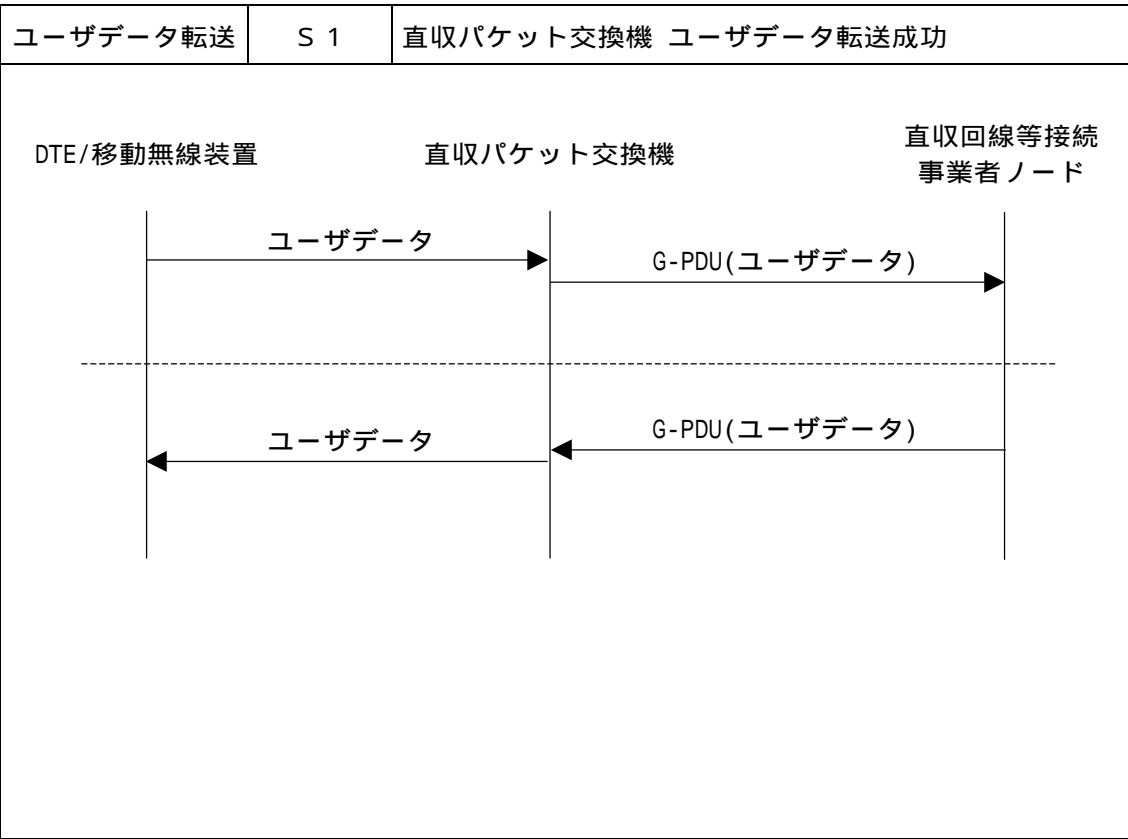 ユーザデータ転送
S 1
直収パケット交換機 ユーザデータ転送成功
DTE/移動無線装置
直収パケット交換機
直収回線等接続
事業者ノード
ユーザデータ
G-PDU(ユーザデータ)
G-PDU(ユーザデータ)
ユーザデータ